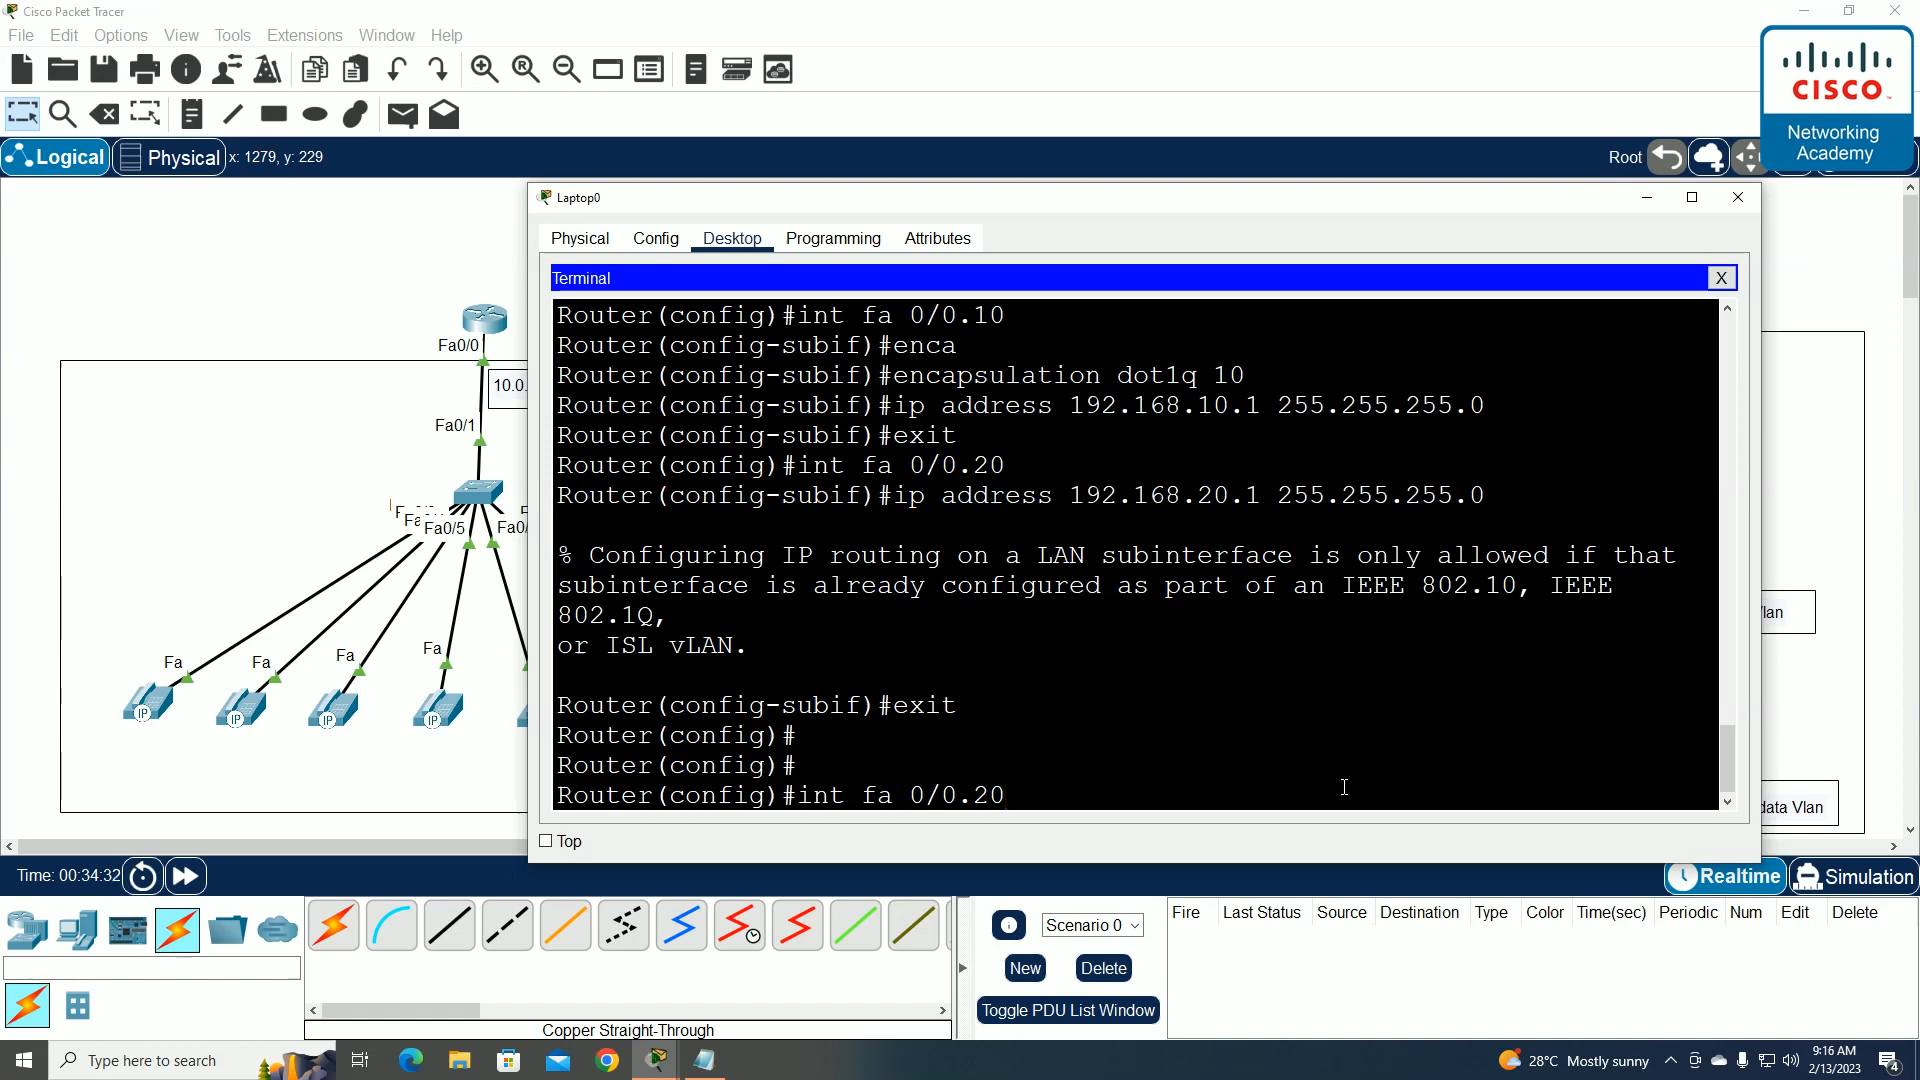 Cisco Packet Tracer
File Edit Options View Tools Extensions Window Help
CISCO
Networking
Academy
Logical Physical x: 1279, y: 229 Root
Laptop0
Physical Config Desktop Programming Attributes
Terminal X
Router(config)#int fa 0/0.10
Router(config-subif)#enca
Router(config-subif)#encapsulation dot1q 10
Router(config-subif)#ip address 192.168.10.1 255.255.255.0
Router(config-subif)#exit
Router(config)#int fa 0/0.20
Router(config-subif)#ip address 192.168.20.1 255.255.255.0
% Configuring IP routing on a LAN subinterface is only allowed if that
subinterface is already configured as part of an IEEE 802.10, IEEE
802.1Q,
or ISL vLAN.
Router(config-subif)#exit
Router(config)#
Router(config)#
Router(config)#int fa 0/0.20
Top
Fa0/0
10.0.
Fa0/1
Fa0/5
Fa Fa Fa Fa
IP IP IP IP
data Vlan
Time: 00:34:32 Realtime Simulation
Scenario 0
New Delete
Toggle PDU List Window
Fire Last Status Source Destination Type Color Time(sec) Periodic Num Edit Delete
Copper Straight-Through
Type here to search
28°C Mostly sunny
9:16 AM
2/13/2023
4